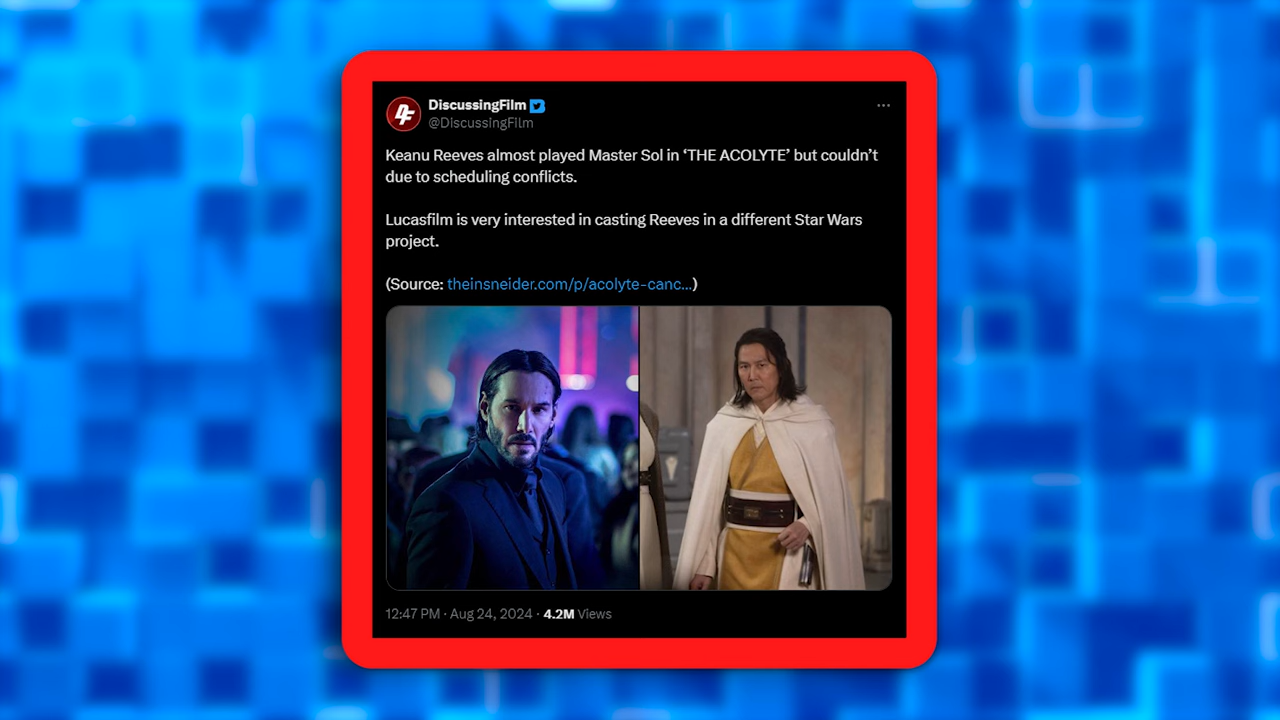 DiscussingFilm
@DiscussingFilm
Keanu Reeves almost played Master Sol in ‘THE ACOLYTE’ but couldn’t
due to scheduling conflicts.
Lucasfilm is very interested in casting Reeves in a different Star Wars
project.
(Source: theinsneider.com/p/acolyte-canc...)
12:47 PM · Aug 24, 2024 · 4.2M Views